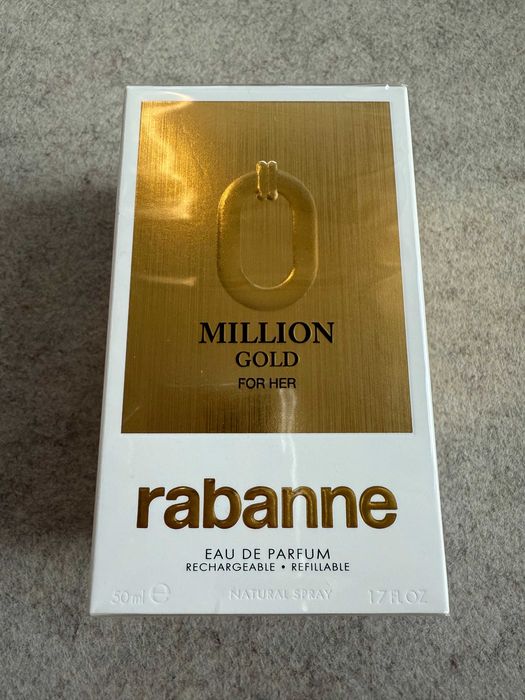 MILLION
GOLD
FOR HER
rabanne
EAU DE PARFUM
RECHARGEABLE • REFILLABLE
50ml ℮ NATURAL SPRAY 1.7 FL.OZ